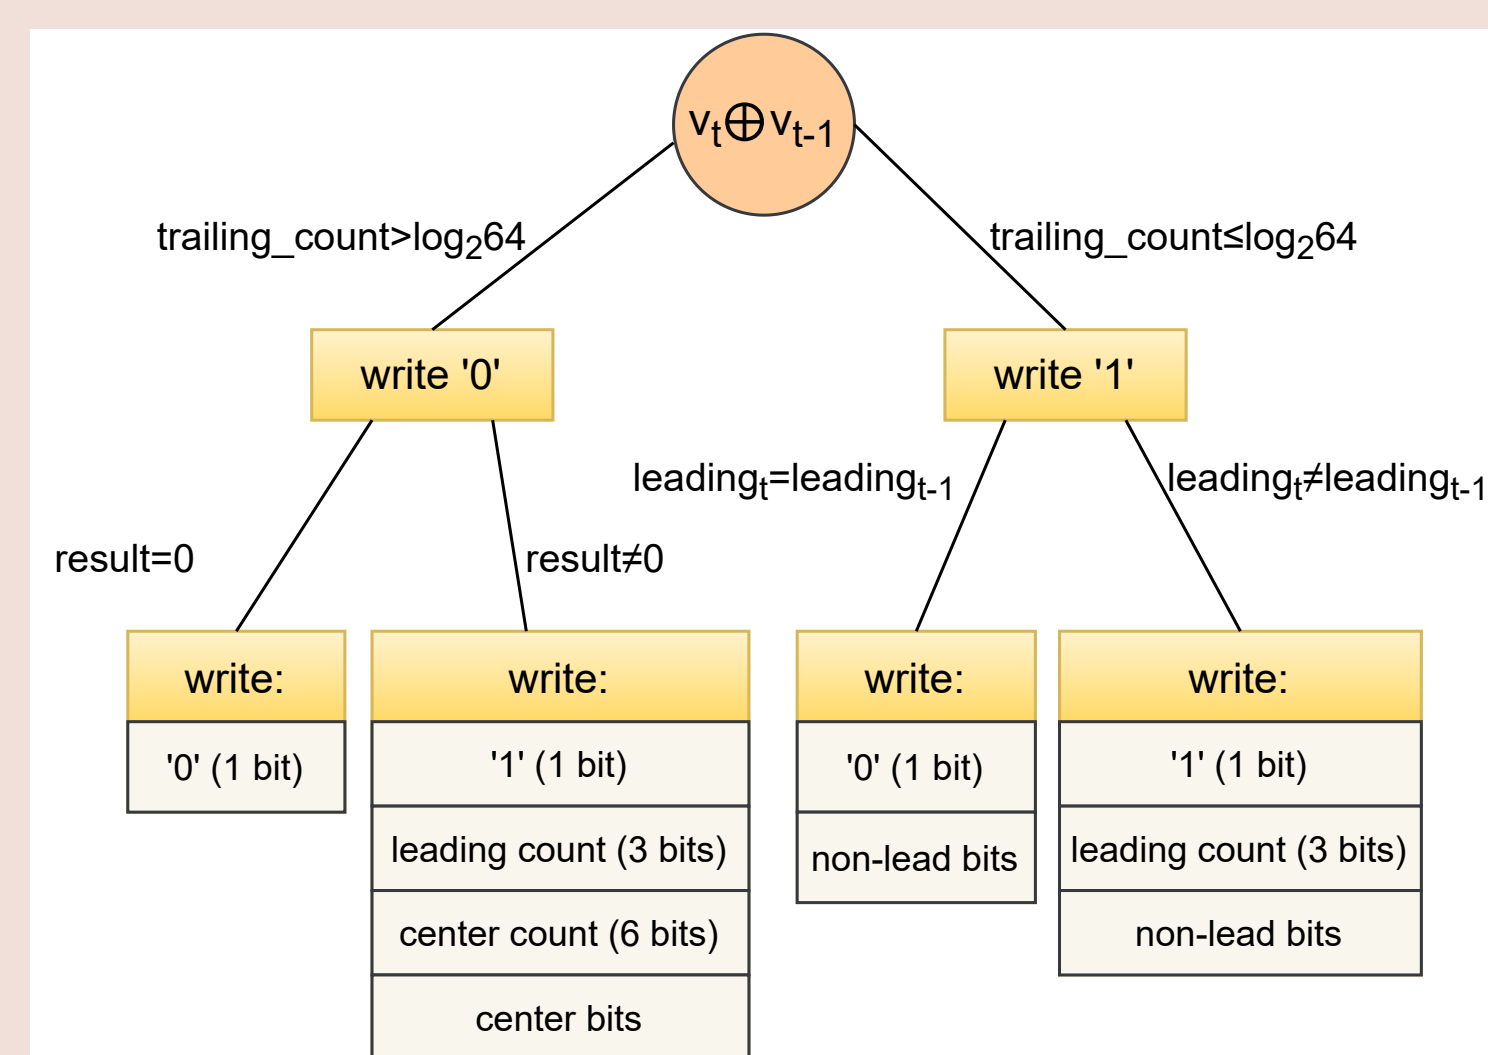 vt⊕vt-1
trailing_count>log264
trailing_count≤log264
write '0'
write '1'
leadingt=leadingt-1
leadingt≠leadingt-1
result=0
result≠0
write:
write:
write:
write:
'0' (1 bit)
'1' (1 bit)
'0' (1 bit)
'1' (1 bit)
leading count (3 bits)
non-lead bits
leading count (3 bits)
center count (6 bits)
non-lead bits
center bits